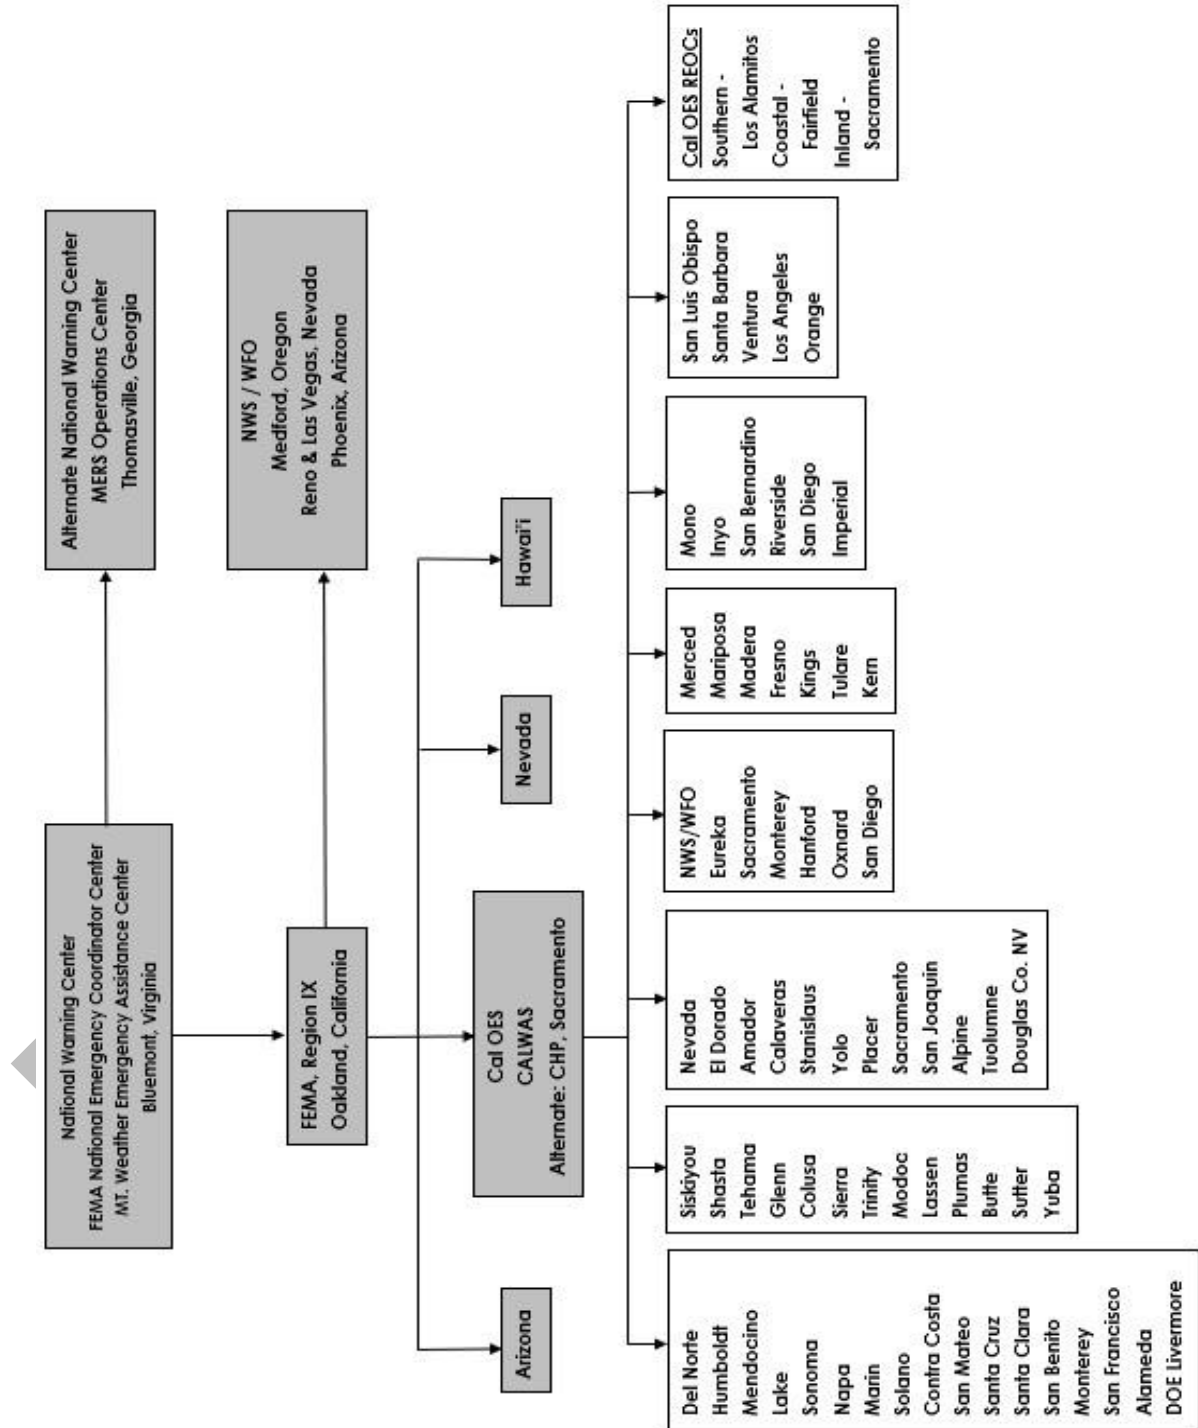 National Warning Center
FEMA National Emergency Coordinator Center
MT. Weather Emergency Assistance Center
Bluemont, Virginia
Alternate National Warning Center
MERS Operations Center
Thomasville, Georgia
FEMA, Region IX
Oakland, California
NWS / WFO
Medford, Oregon
Reno & Las Vegas, Nevada
Phoenix, Arizona
Arizona
Cal OES
CALWAS
Alternate: CHP, Sacramento
Nevada
Hawai'i
Del Norte
Humboldt
Mendocino
Lake
Sonoma
Napa
Marin
Solano
Contra Costa
San Mateo
Santa Cruz
Santa Clara
San Benito
Monterey
San Francisco
Alameda
DOE Livermore
Siskiyou
Shasta
Tehama
Glenn
Colusa
Sierra
Trinity
Modoc
Lassen
Plumas
Butte
Sutter
Yuba
Nevada
El Dorado
Amador
Calaveras
Stanislaus
Yolo
Placer
Sacramento
San Joaquin
Alpine
Tuolumne
Douglas Co. NV
NWS/WFO
Eureka
Sacramento
Monterey
Hanford
Oxnard
San Diego
Merced
Mariposa
Madera
Fresno
Kings
Tulare
Kern
Mono
Inyo
San Bernardino
Riverside
San Diego
Imperial
San Luis Obispo
Santa Barbara
Ventura
Los Angeles
Orange
Cal OES REOCs
Southern -
Los Alamitos
Coastal -
Fairfield
Inland -
Sacramento